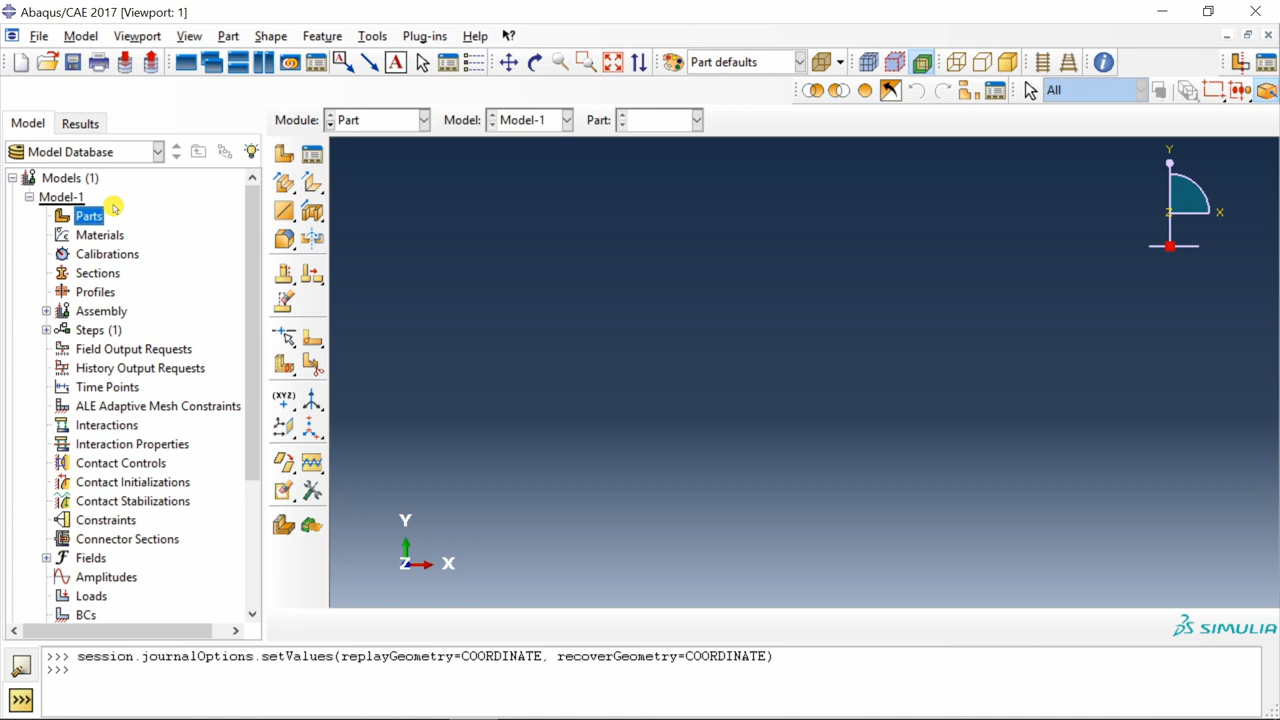 Abaqus/CAE 2017 [Viewport: 1]
File Model Viewport View Part Shape Feature Tools Plug-ins Help
Part defaults
All
Model Results
Module: Part Model: Model-1 Part:
Model Database
Models (1)
Model-1
Parts
Materials
Calibrations
Sections
Profiles
Assembly
Steps (1)
Field Output Requests
History Output Requests
Time Points
ALE Adaptive Mesh Constraints
Interactions
Interaction Properties
Contact Controls
Contact Initializations
Contact Stabilizations
Constraints
Connector Sections
Fields
Amplitudes
Loads
BCs
(XYZ)
Y
Z X
Y
Z X
SIMULIA
>>> session.journalOptions.setValues(replayGeometry=COORDINATE, recoverGeometry=COORDINATE)
>>>
>>>